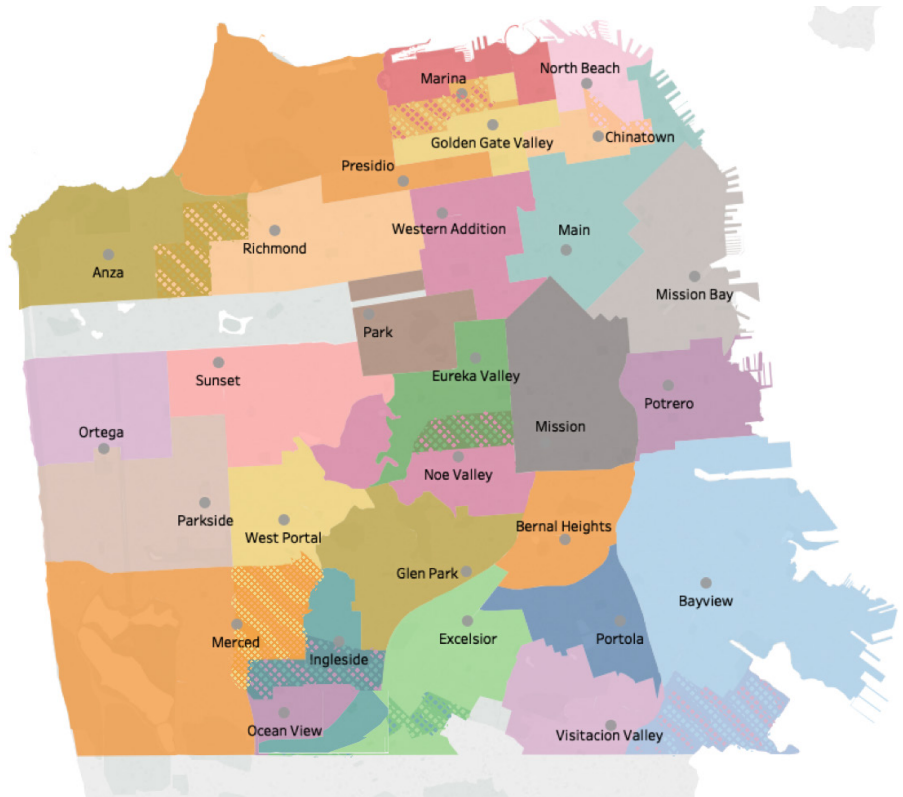 North Beach
Marina
Chinatown
Golden Gate Valley
Presidio
Western Addition
Main
Richmond
Anza
Mission Bay
Park
Eureka Valley
Sunset
Potrero
Mission
Ortega
Noe Valley
Parkside
Bernal Heights
West Portal
Glen Park
Bayview
Merced
Excelsior
Portola
Ingleside
Ocean View
Visitacion Valley